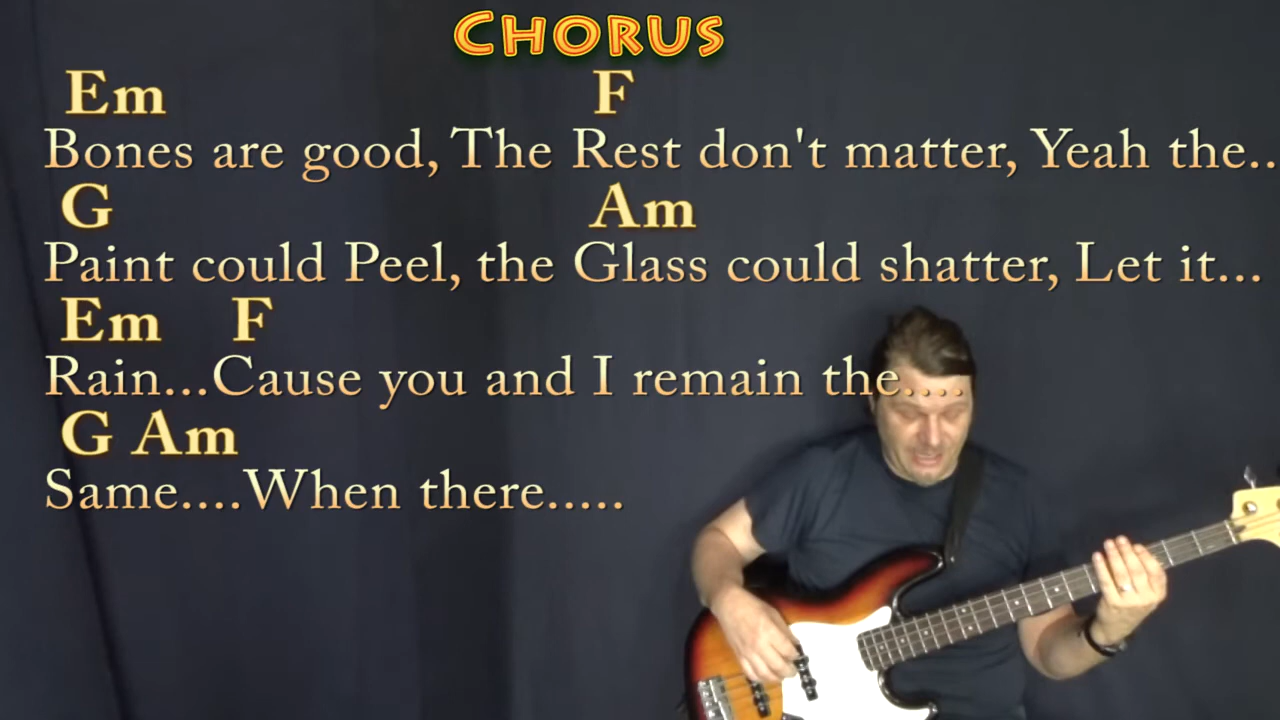 CHORUS
Em F
Bones are good, The Rest don't matter, Yeah the..
G Am
Paint could Peel, the Glass could shatter, Let it...
Em F
Rain...Cause you and I remain the....
G Am
Same....When there.....